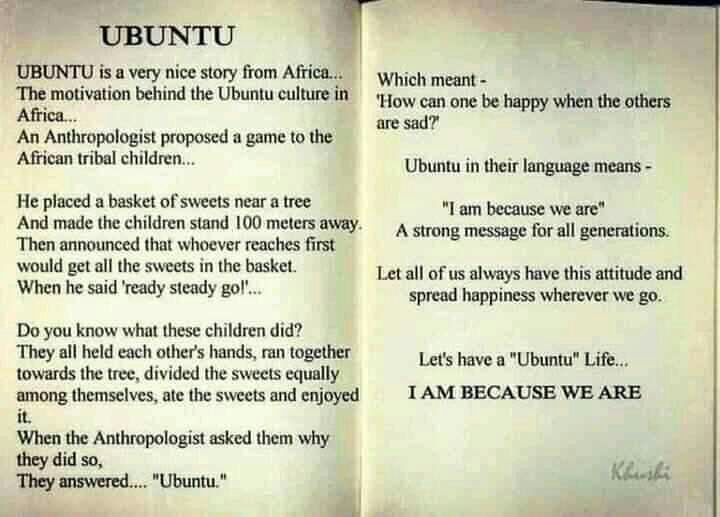 UBUNTU
UBUNTU is a very nice story from Africa...
The motivation behind the Ubuntu culture in
Africa...
An Anthropologist proposed a game to the
African tribal children...
He placed a basket of sweets near a tree
And made the children stand 100 meters away.
Then announced that whoever reaches first
would get all the sweets in the basket.
When he said 'ready steady go!'...
Do you know what these children did?
They all held each other's hands, ran together
towards the tree, divided the sweets equally
among themselves, ate the sweets and enjoyed
it.
When the Anthropologist asked them why
they did so,
They answered.... "Ubuntu."
Which meant -
'How can one be happy when the others
are sad?'
Ubuntu in their language means -
"I am because we are"
A strong message for all generations.
Let all of us always have this attitude and
spread happiness wherever we go.
Let's have a "Ubuntu" Life...
I AM BECAUSE WE ARE
Khushi